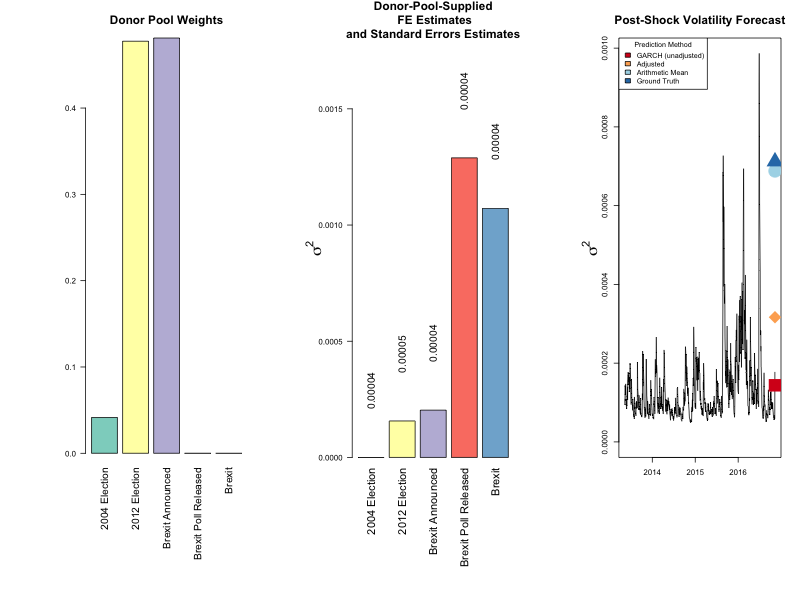 Donor Pool Weights
0.4
0.3
0.2
0.1
0.0
2004 Election
2012 Election
Brexit Announced
Brexit Poll Released
Brexit
Donor-Pool-Supplied
FE Estimates
and Standard Errors Estimates
σ2
0.0015
0.0010
0.0005
0.0000
0.00004
0.00005
0.00004
0.00004
0.00004
2004 Election
2012 Election
Brexit Announced
Brexit Poll Released
Brexit
Post-Shock Volatility Forecast
σ2
0.0010
0.0008
0.0006
0.0004
0.0002
0.0000
Prediction Method
GARCH (unadjusted)
Adjusted
Arithmetic Mean
Ground Truth
2014
2015
2016